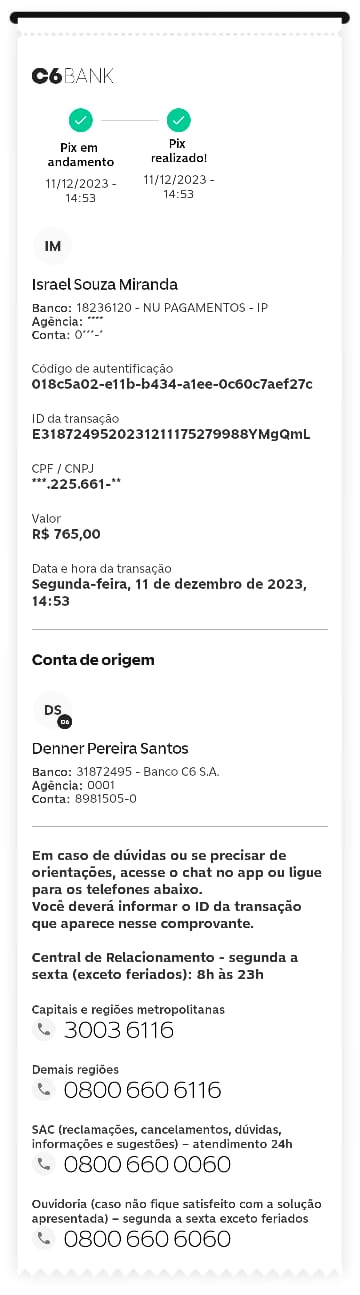 C6BANK
Pix em
andamento
11/12/2023 -
14:53
Pix
realizado!
11/12/2023 -
14:53
IM
Israel Souza Miranda
Banco: 18236120 - NU PAGAMENTOS - IP
Agência: ****
Conta: 0***-*
Código de autentificação
018c5a02-e11b-b434-a1ee-0c60c7aef27c
ID da transação
E3187249520231211175279988YMgQmL
CPF / CNPJ
***.225.661-**
Valor
R$ 765,00
Data e hora da transação
Segunda-feira, 11 de dezembro de 2023,
14:53
Conta de origem
DS
C6
Denner Pereira Santos
Banco: 31872495 - Banco C6 S.A.
Agência: 0001
Conta: 8981505-0
Em caso de dúvidas ou se precisar de
orientações, acesse o chat no app ou ligue
para os telefones abaixo.
Você deverá informar o ID da transação
que aparece nesse comprovante.
Central de Relacionamento - segunda a
sexta (exceto feriados): 8h às 23h
Capitais e regiões metropolitanas
3003 6116
Demais regiões
0800 660 6116
SAC (reclamações, cancelamentos, dúvidas,
informações e sugestões) – atendimento 24h
0800 660 0060
Ouvidoria (caso não fique satisfeito com a solução
apresentada) – segunda a sexta exceto feriados
0800 660 6060